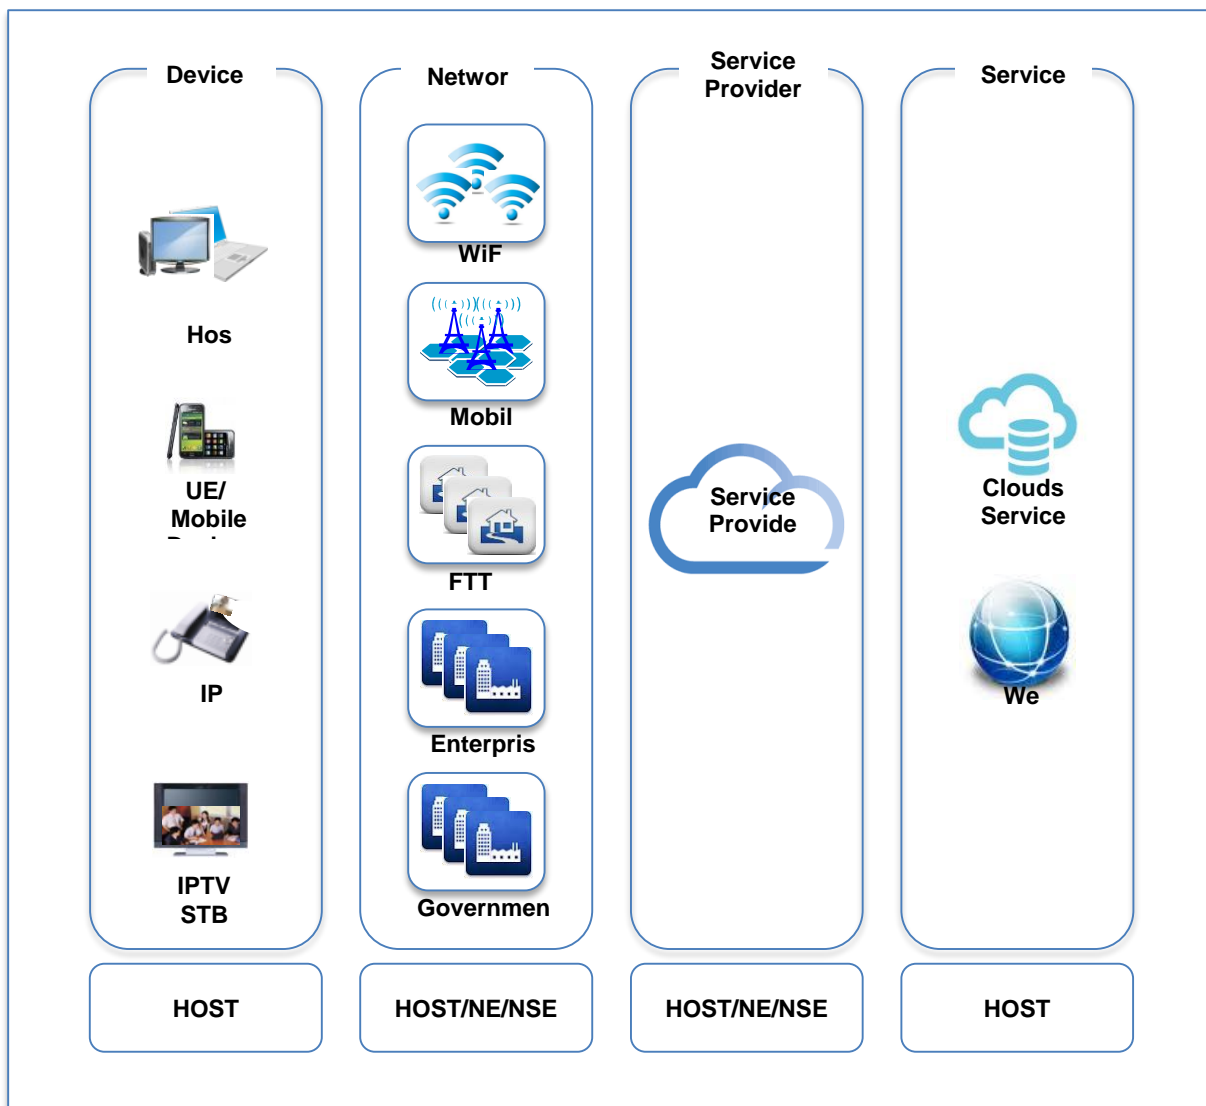 Device
Networ
Service
Provider
Service
WiF
Hos
Mobil
UE/
Mobile
FTT
IP
Enterpris
IPTV
STB
Governmen
Service
Provide
Clouds
Service
We
HOST
HOST/NE/NSE
HOST/NE/NSE
HOST